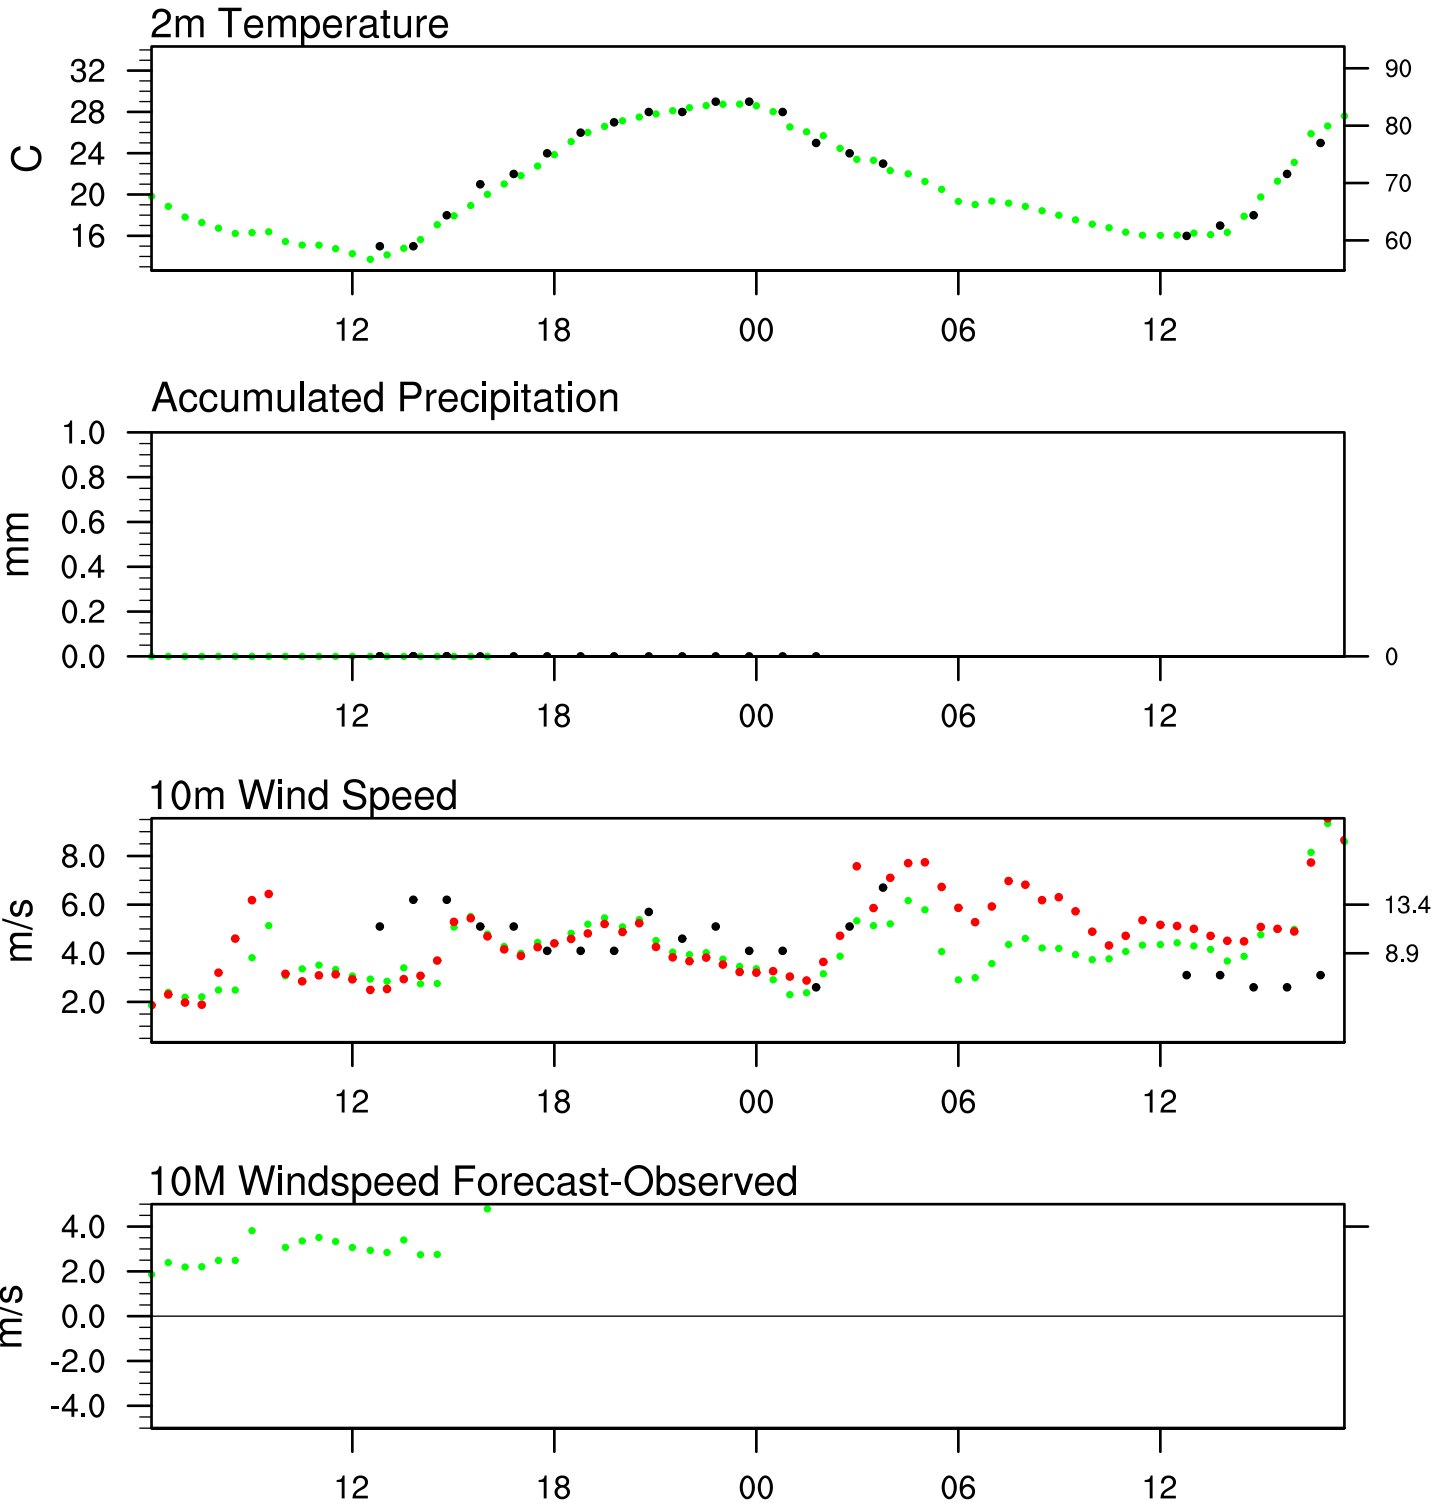 2m Temperature
32
28
24
20
16
C
90
80
70
60
12 18 00 06 12
Accumulated Precipitation
1.0
0.8
0.6
0.4
0.2
0.0
mm
0
12 18 00 06 12
10m Wind Speed
8.0
6.0
4.0
2.0
m/s
13.4
8.9
12 18 00 06 12
10M Windspeed Forecast-Observed
4.0
2.0
0.0
-2.0
-4.0
m/s
12 18 00 06 12